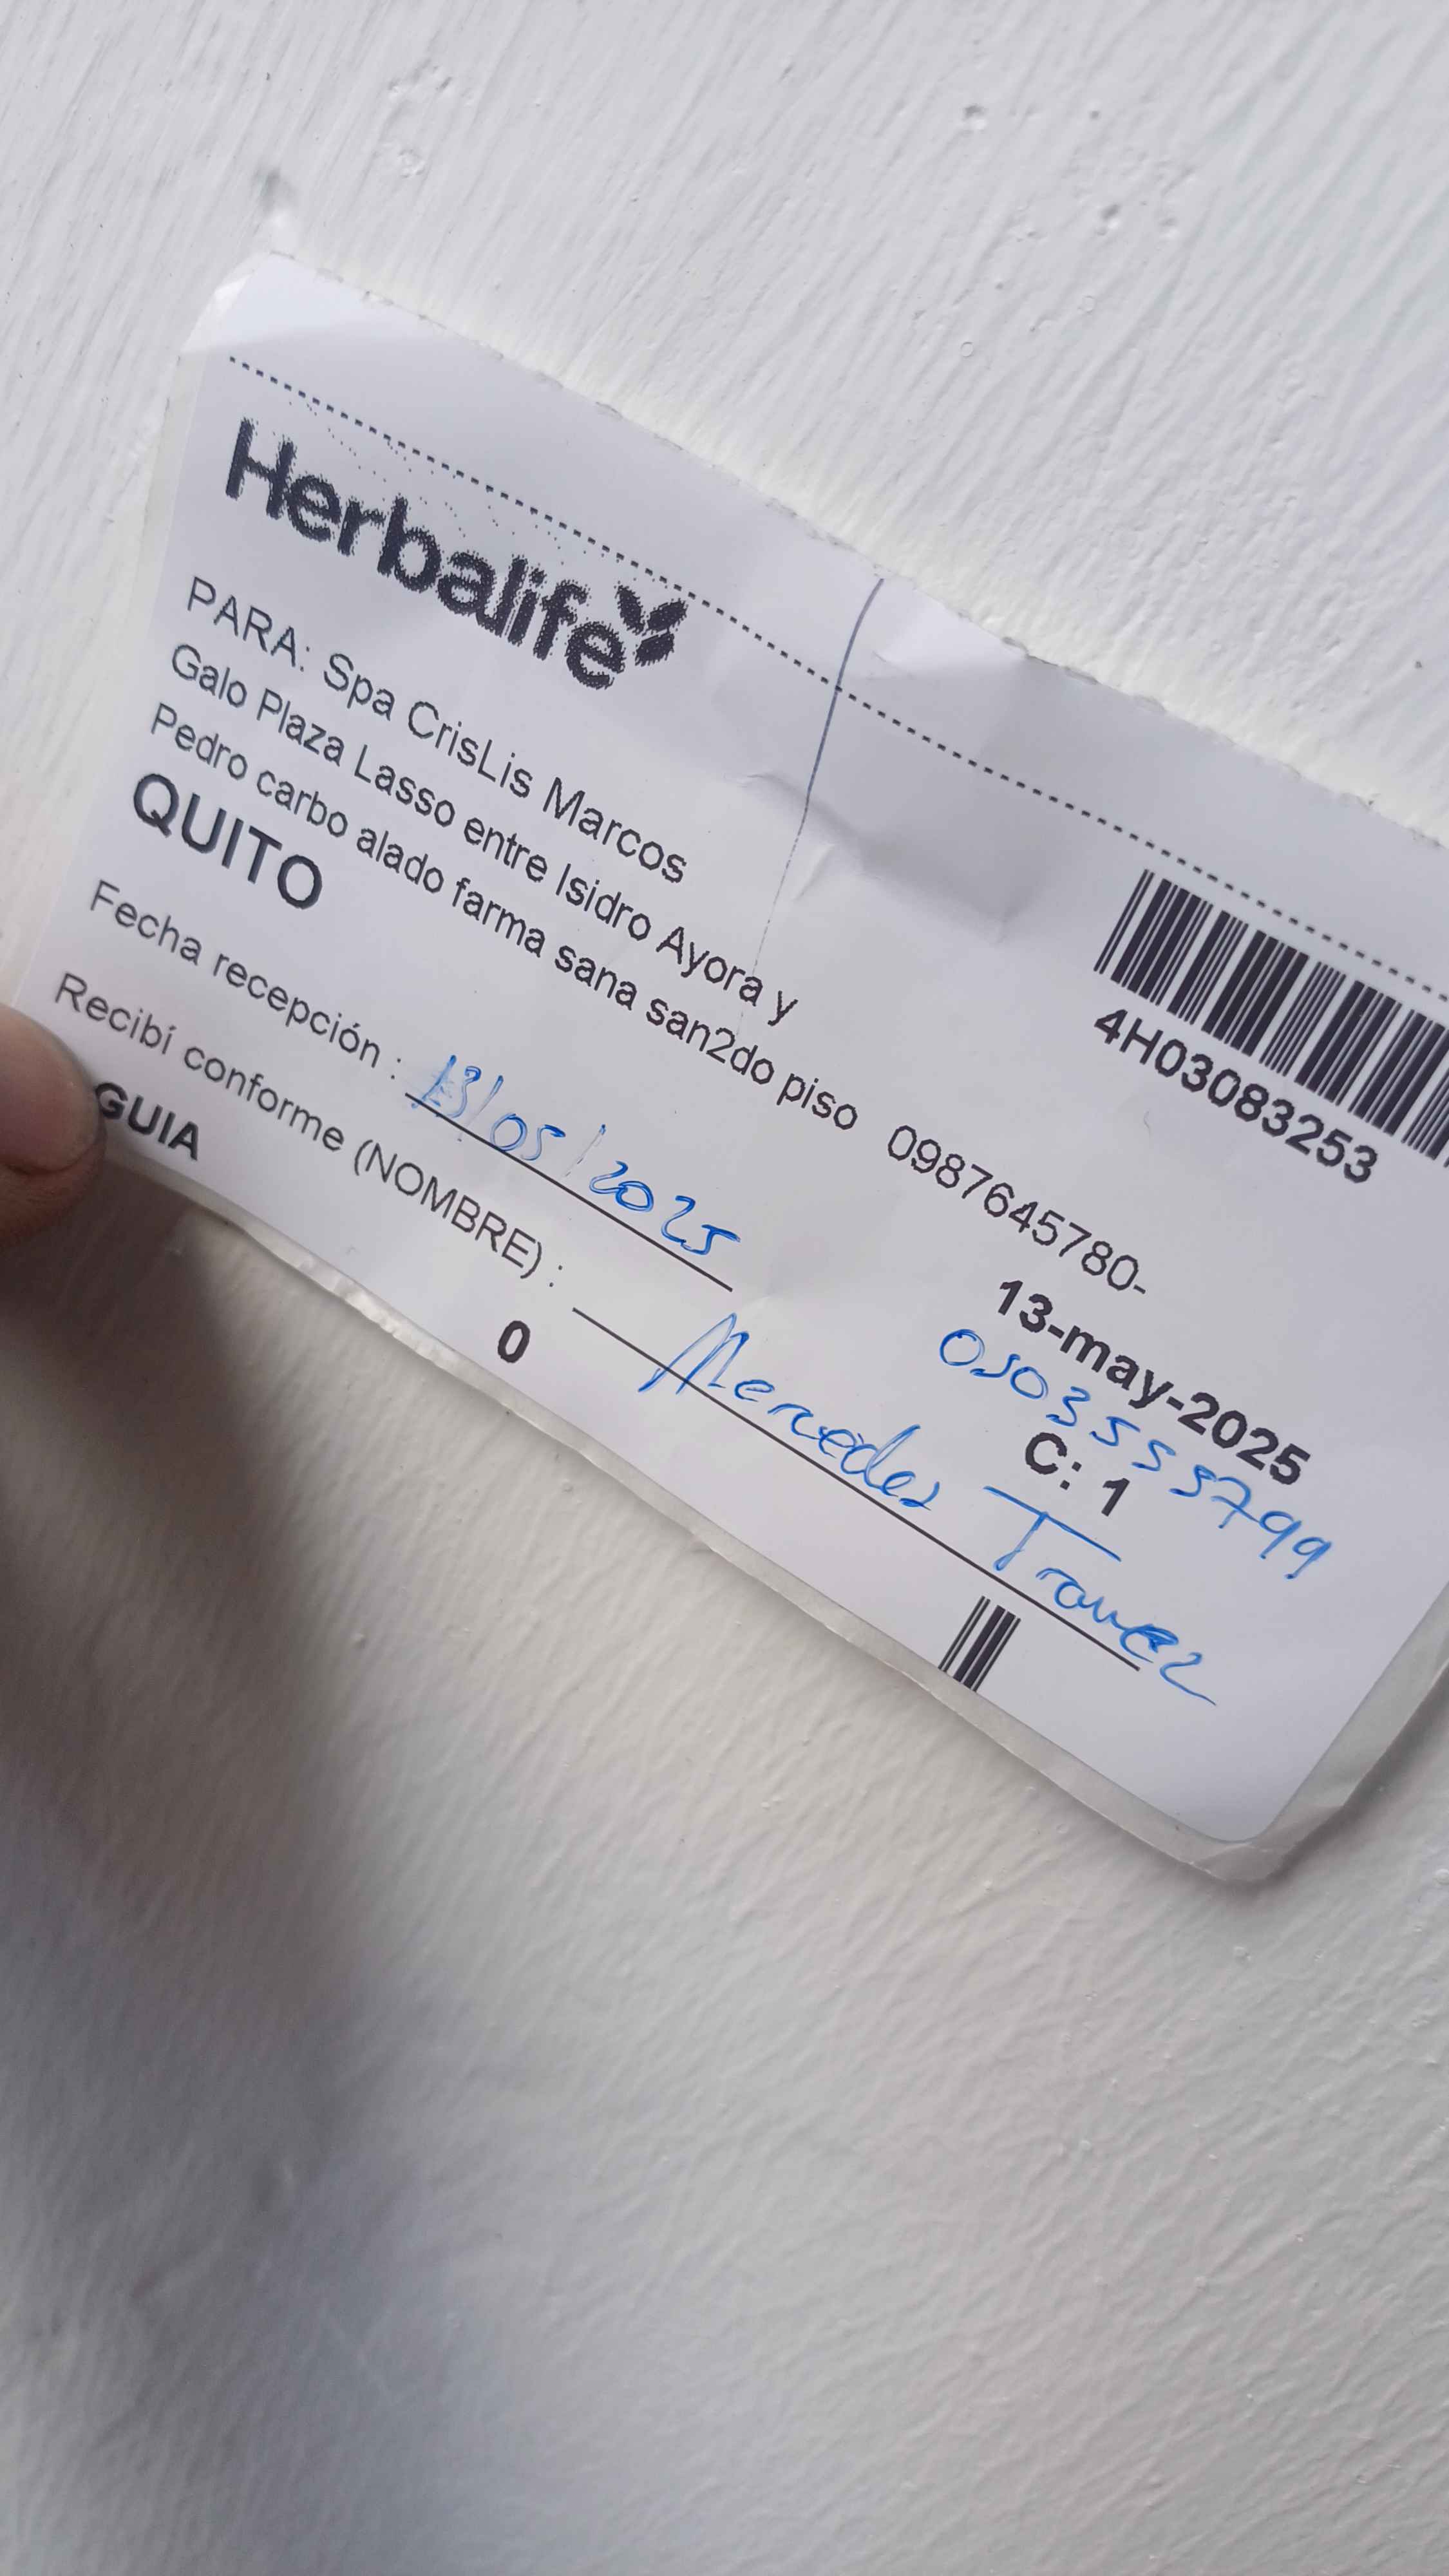 Herbalife
4H03083253
PARA: Spa CrisLis Marcos
Galo Plaza Lasso entre Isidro Ayora y
Pedro carbo alado farma sana san2do piso 0987645780-
QUITO
13-may-2025
Fecha recepción : 13/05/2025
0503555799
C: 1
Recibí conforme (NOMBRE) : Mercedes
GUIA 0